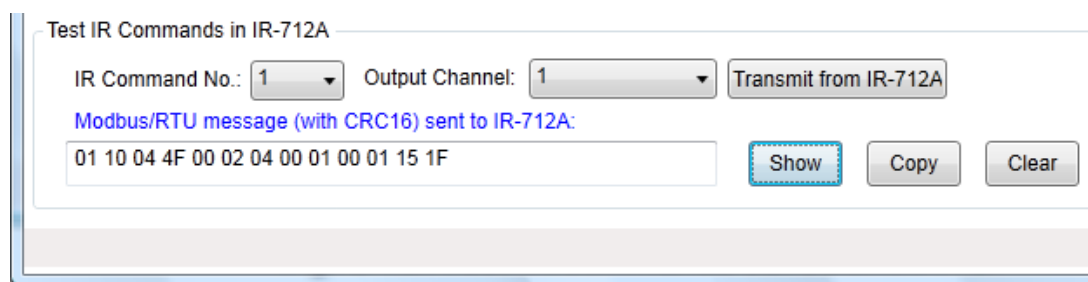 Test IR Commands in IR-712A
IR Command No.: 1 Output Channel: 1 Transmit from IR-712A
Modbus/RTU message (with CRC16) sent to IR-712A:
01 10 04 4F 00 02 04 00 01 00 01 15 1F Show Copy Clear